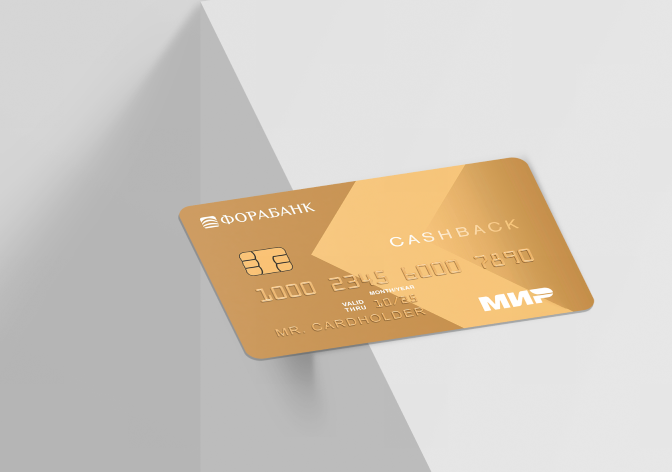 ФОРАБАНК
CASHBACK
1000 2345 6000 7890
MONTH/YEAR
VALID THRU 10/25
MR. CARDHOLDER
МИР